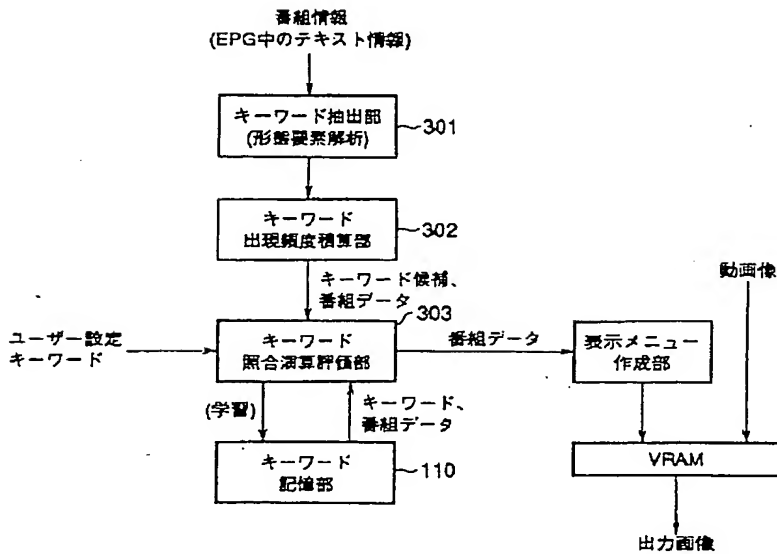 番組情報
(EPG中のテキスト情報)
キーワード抽出部
(形態要素解析)
301
キーワード
出現頻度積算部
302
キーワード候補、
番組データ
303
動画像
ユーザー設定
キーワード
キーワード
照合演算評価部
番組データ
表示メニュー
作成部
(学習)
キーワード、
番組データ
キーワード
記憶部
110
VRAM
出力画像